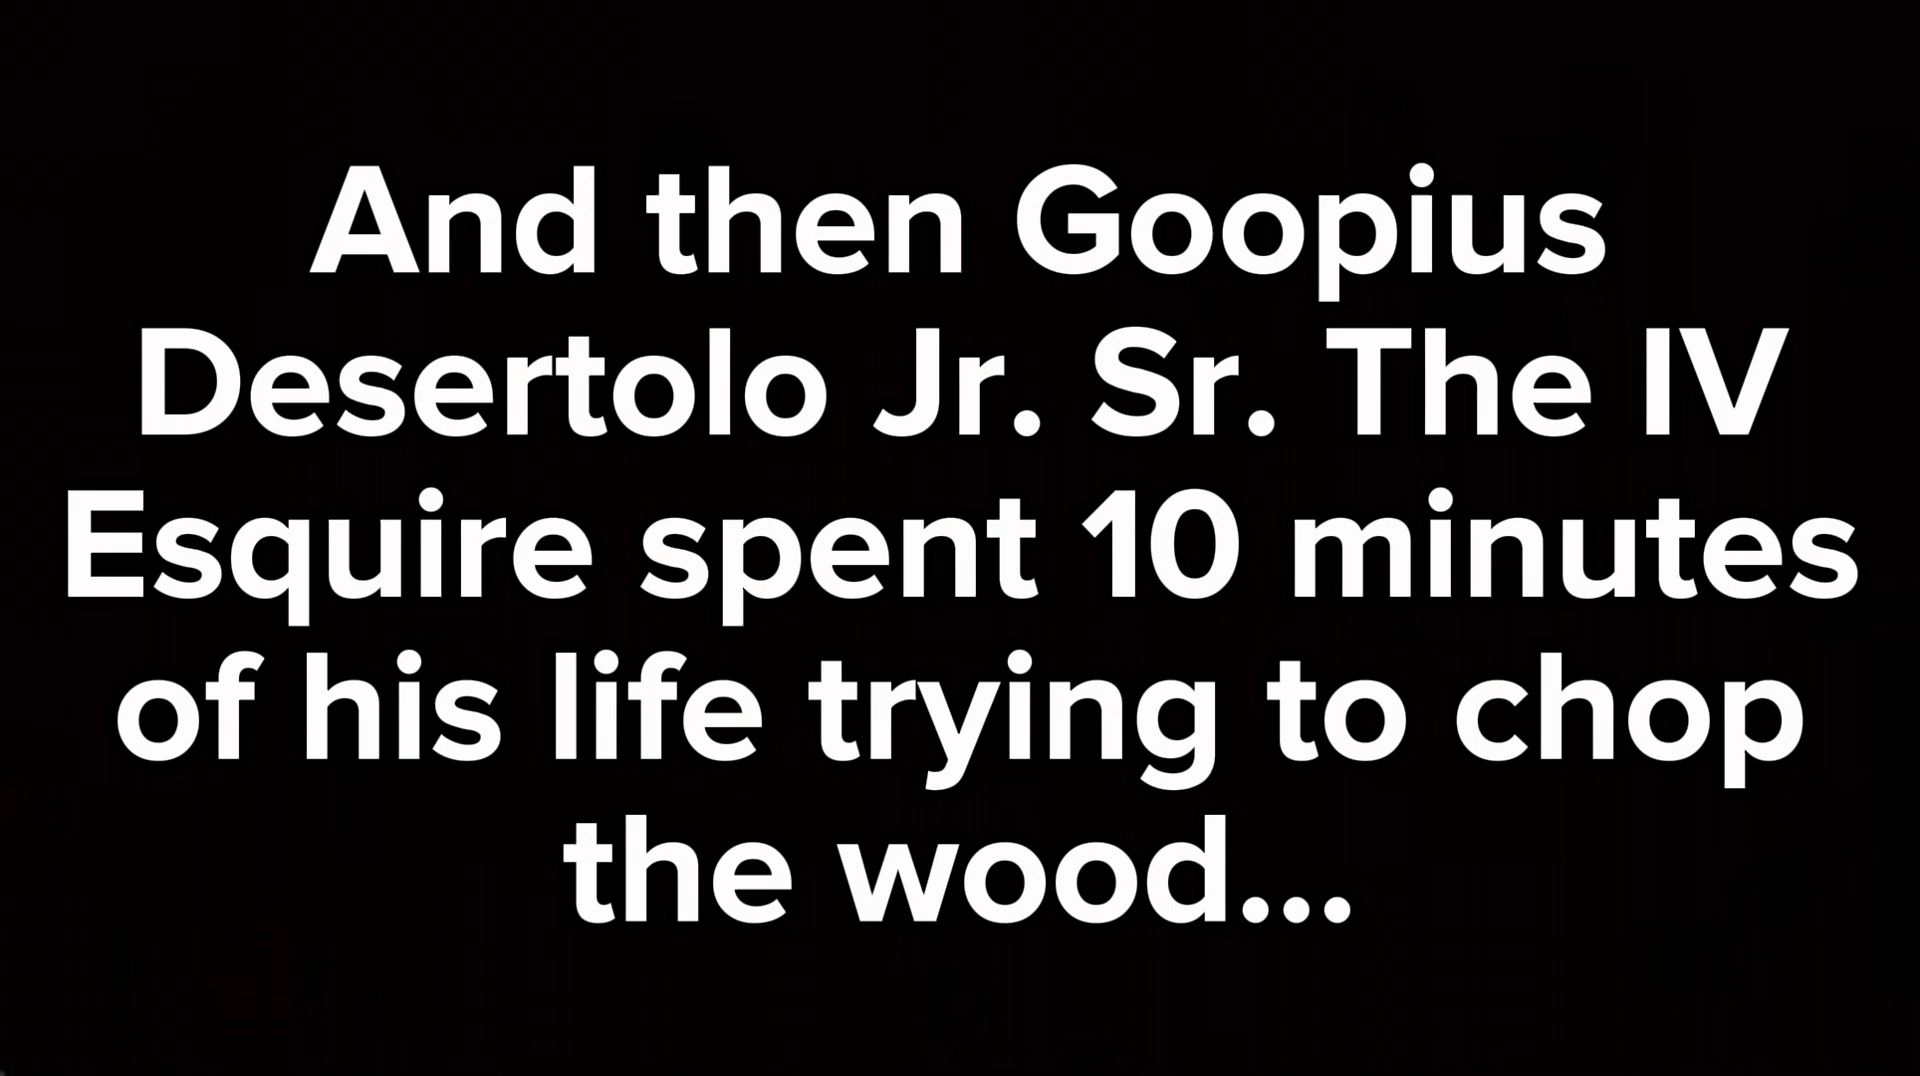 And then Goopius
Desertolo Jr. Sr. The IV
Esquire spent 10 minutes
of his life trying to chop
the wood...